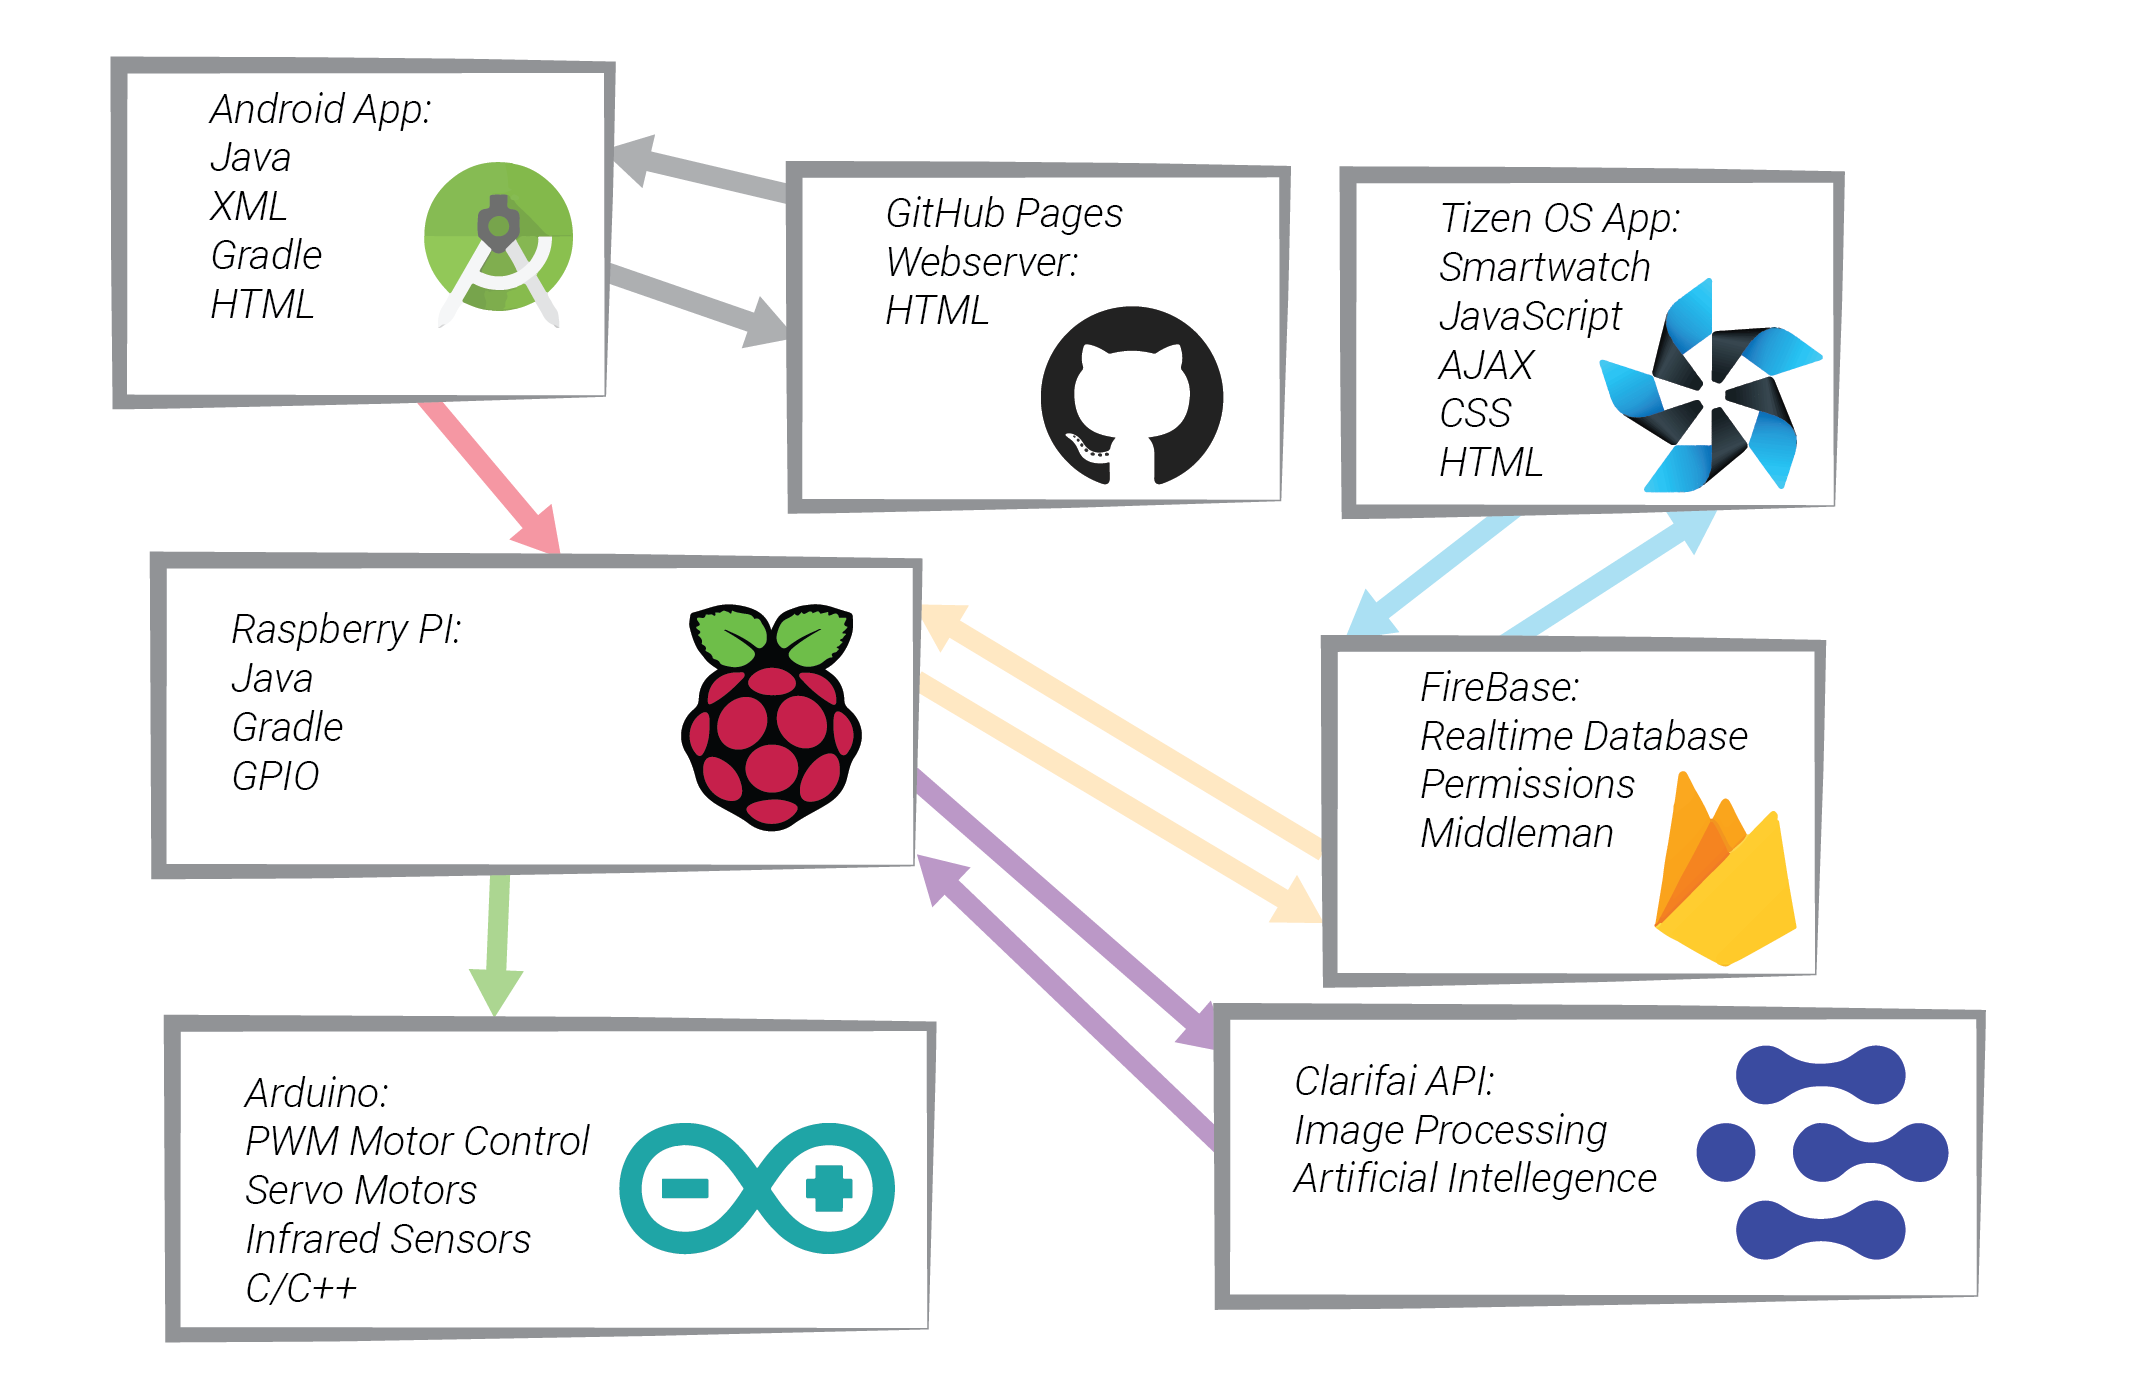 Android App:
Java
XML
Gradle
HTML
GitHub Pages
Webserver:
HTML
Tizen OS App:
Smartwatch
JavaScript
AJAX
CSS
HTML
Raspberry PI:
Java
Gradle
GPIO
FireBase:
Realtime Database
Permissions
Middleman
Arduino:
PWM Motor Control
Servo Motors
Infrared Sensors
C/C++
Clarifai API:
Image Processing
Artificial Intellegence